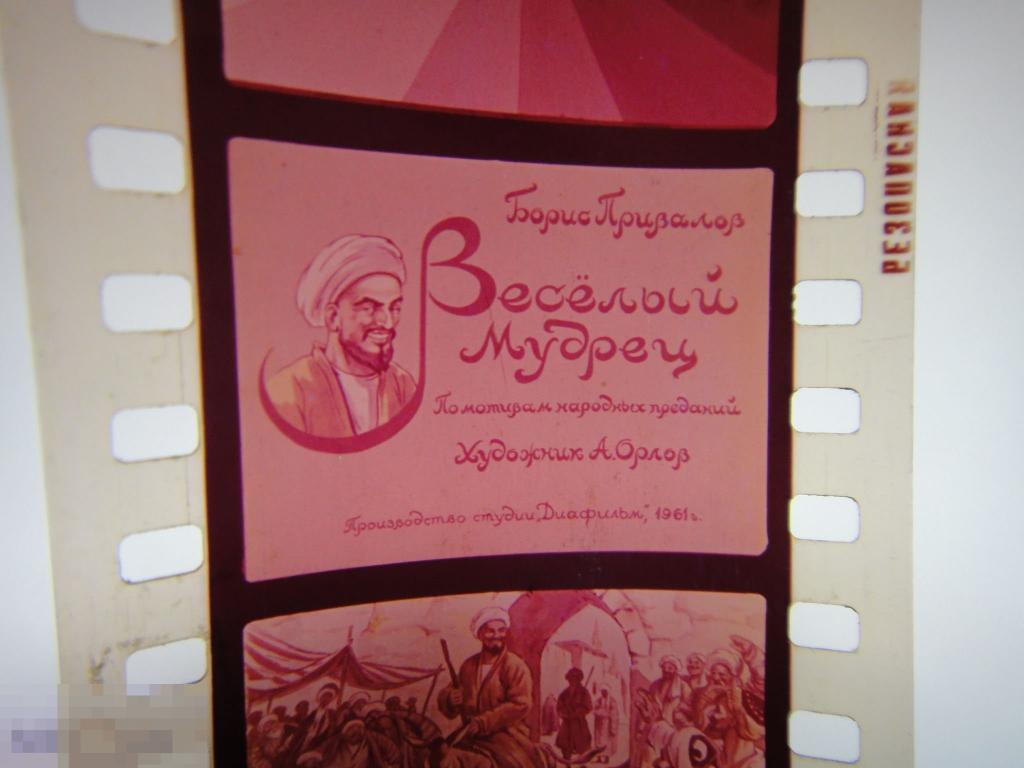 Борис Привалов
Весёлый
Мудрец
По мотивам народных преданий
Художник А. Орлов
Производство студии „Диафильм”, 1961 г.